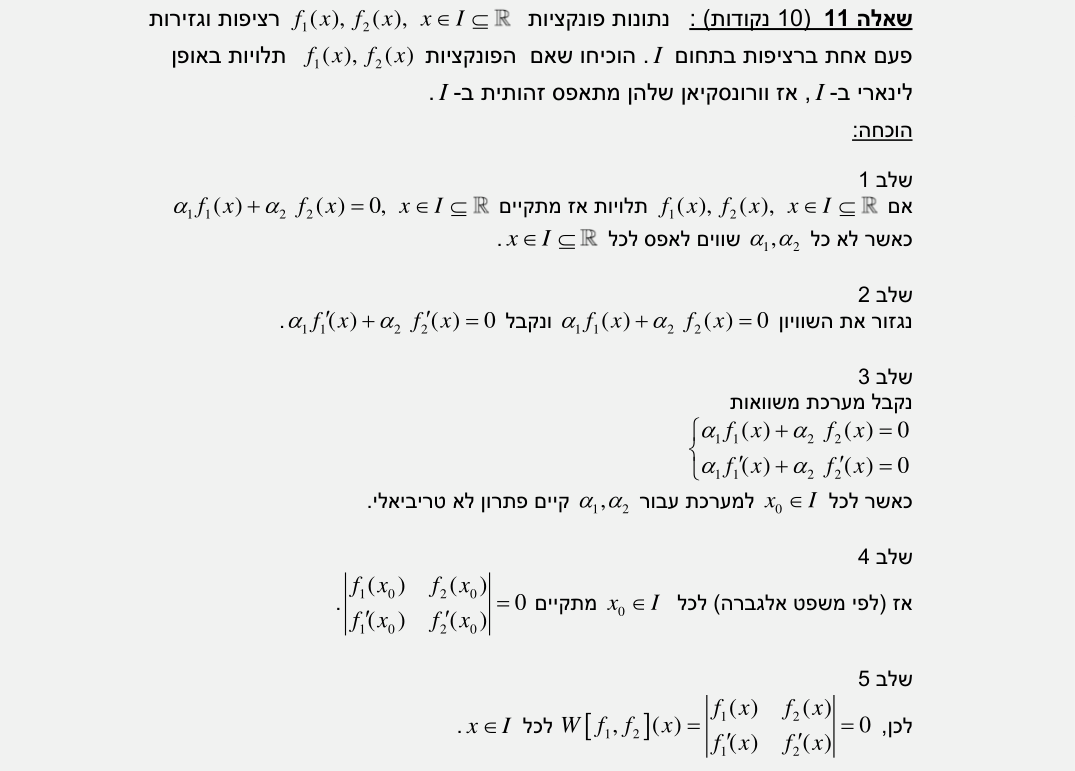 שאלה 11 (10 נקודות) : נתונות פונקציות f₁(x), f₂(x), x ∈ I ⊆ ℝ רציפות וגזירות
פעם אחת ברציפות בתחום I . הוכיחו שאם הפונקציות f₁(x), f₂(x) תלויות באופן
לינארי ב- I , אז וורונסקיאן שלהן מתאפס זהותית ב- I .
הוכחה:
שלב 1
אם f₁(x), f₂(x), x ∈ I ⊆ ℝ תלויות אז מתקיים α₁f₁(x) + α₂ f₂(x) = 0, x ∈ I ⊆ ℝ
כאשר לא כל α₁, α₂ שווים לאפס לכל x ∈ I ⊆ ℝ .
שלב 2
נגזור את השוויון α₁f₁(x) + α₂ f₂(x) = 0 ונקבל α₁f₁′(x) + α₂ f₂′(x) = 0 .
שלב 3
נקבל מערכת משוואות
{ α₁f₁(x) + α₂ f₂(x) = 0
α₁f₁′(x) + α₂ f₂′(x) = 0
כאשר לכל x₀ ∈ I למערכת עבור α₁, α₂ קיים פתרון לא טריביאלי.
שלב 4
אז (לפי משפט אלגברה) לכל x₀ ∈ I מתקיים |f₁(x₀) f₂(x₀); f₁′(x₀) f₂′(x₀)| = 0 .
שלב 5
לכן, W[f₁, f₂](x) = |f₁(x) f₂(x); f₁′(x) f₂′(x)| = 0 לכל x ∈ I .